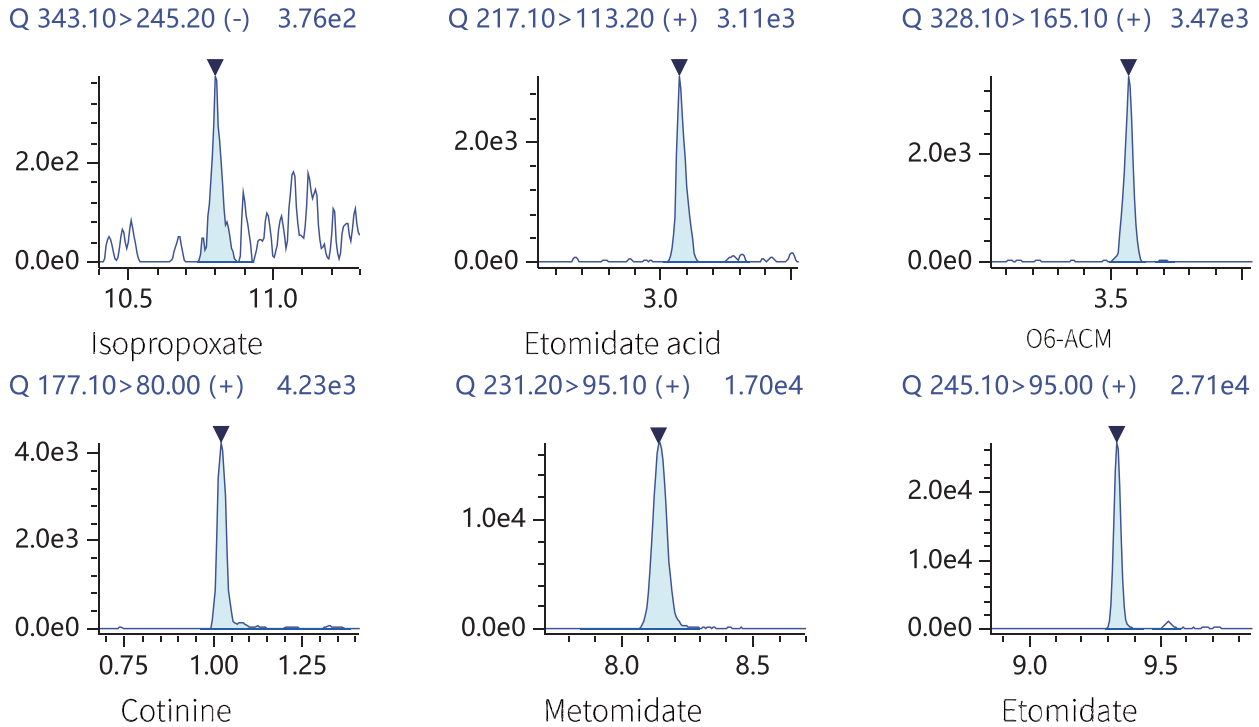 Q 343.10>245.20 (-) 3.76e2
2.0e2
0.0e0
10.5 11.0
Isopropoxate
Q 217.10>113.20 (+) 3.11e3
2.0e3
0.0e0
3.0
Etomidate acid
Q 328.10>165.10 (+) 3.47e3
2.0e3
0.0e0
3.5
O6-ACM
Q 177.10>80.00 (+) 4.23e3
4.0e3
2.0e3
0.0e0
0.75 1.00 1.25
Cotinine
Q 231.20>95.10 (+) 1.70e4
1.0e4
0.0e0
8.0 8.5
Metomidate
Q 245.10>95.00 (+) 2.71e4
2.0e4
1.0e4
0.0e0
9.0 9.5
Etomidate